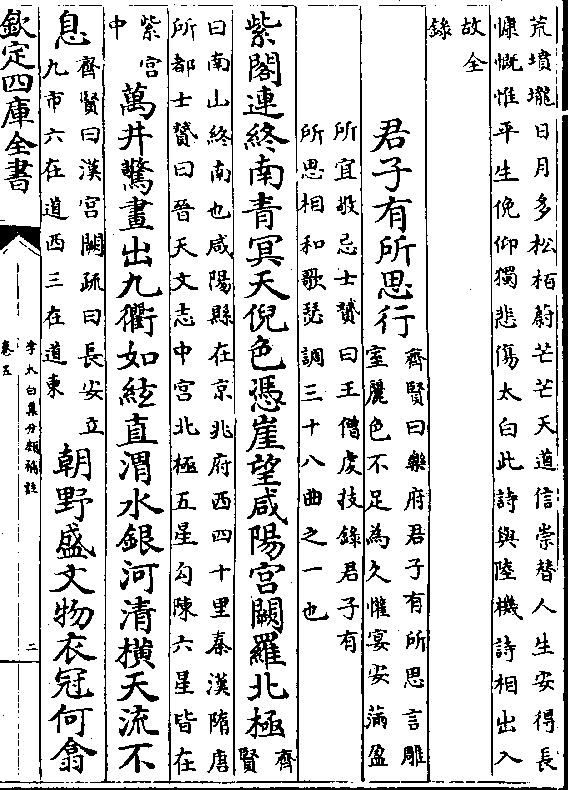 荒墳壠日月多松栢蔚芒芒天道信崇替人生安得長
慷慨惟平生俛仰獨悲傷太白此詩與陸機詩相出入
故全
錄
君子有所思行
齊賢曰樂府君子有所思言雕
室麗色不足為久懽宴安滿盈
所宜敬忌士贇曰王僧䖍技錄君子有
所思相和歌瑟調三十八曲之一也
紫閣連終南青冥天倪色憑崖望咸陽宮闕羅北極
齊
賢
曰南山終南也咸陽縣在京兆府西四十里秦漢隋唐
所都士贇曰晉天文志中宮北極五星勾陳六星皆在
紫宮
中
萬井驚畫出九衢如絃直渭水銀河清橫天流不
息
齊賢曰漢宮闕疏曰長安立
九市六在道西三在道東
朝野盛文物衣冠何翕
欽定四庫全書
李太白集分類補註
卷五
二